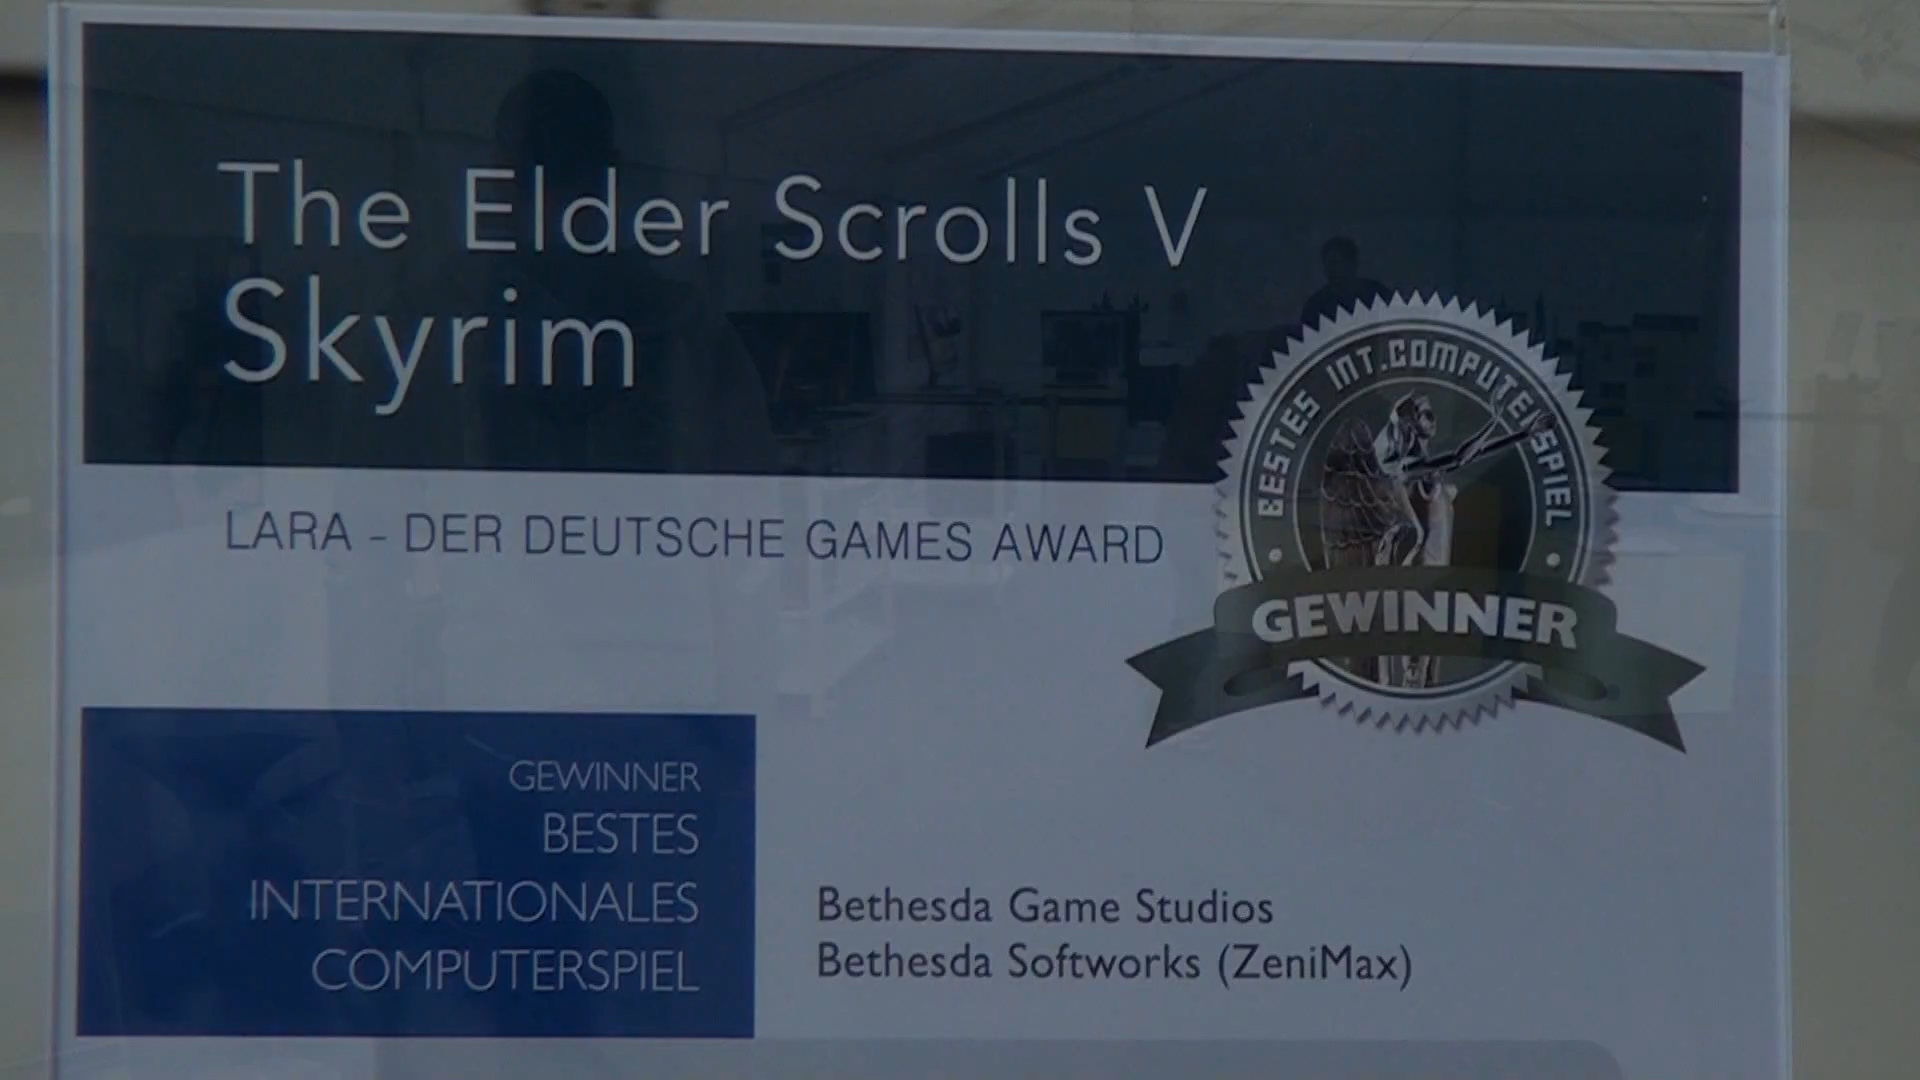 The Elder Scrolls V
Skyrim
BESTES INT.COMPUTERSPIEL
GEWINNER
LARA - DER DEUTSCHE GAMES AWARD
GEWINNER
BESTES
INTERNATIONALES
COMPUTERSPIEL
Bethesda Game Studios
Bethesda Softworks (ZeniMax)